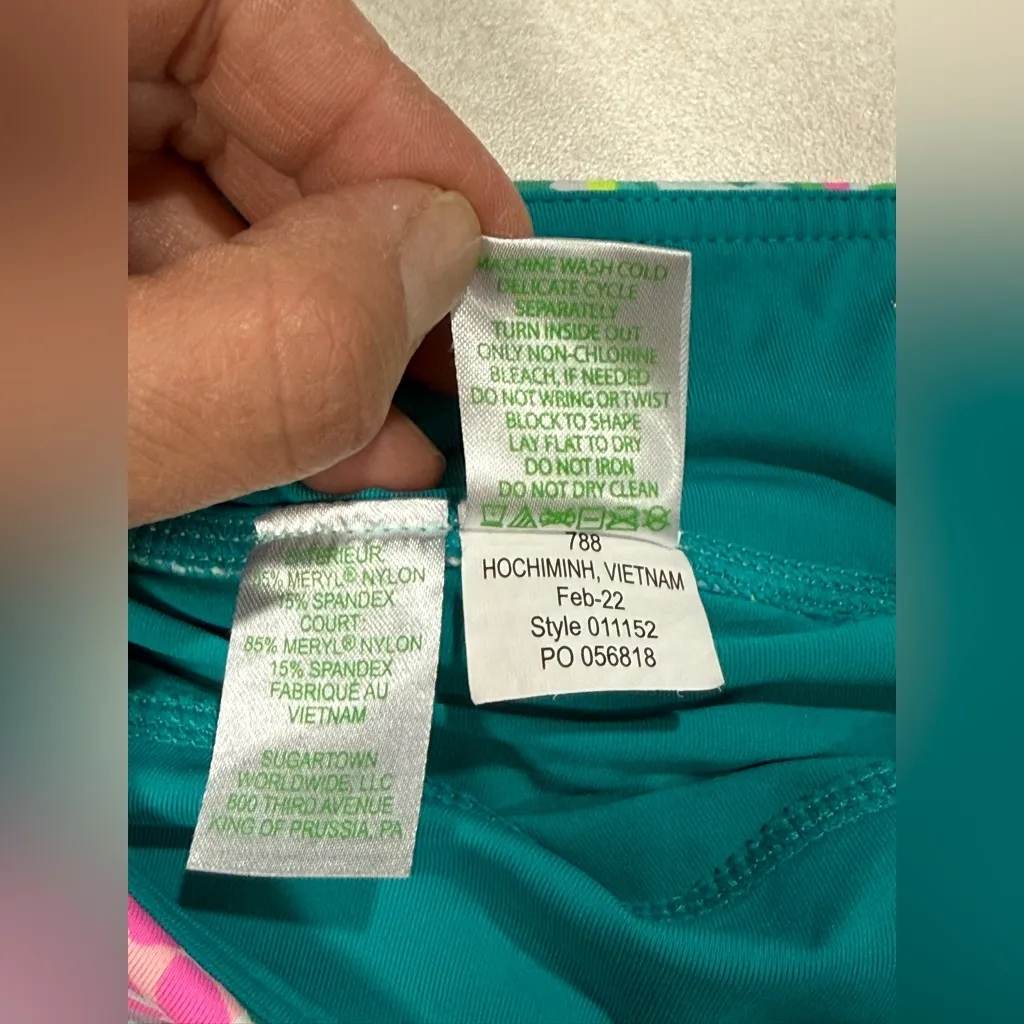 MACHINE WASH COLD
DELICATE CYCLE
SEPARATELY
TURN INSIDE OUT
ONLY NON-CHLORINE
BLEACH, IF NEEDED
DO NOT WRING OR TWIST
BLOCK TO SHAPE
LAY FLAT TO DRY
DO NOT IRON
DO NOT DRY CLEAN
788
HOCHIMINH, VIETNAM
Feb-22
Style 011152
PO 056818
85% MERYL® NYLON
15% SPANDEX
COURT:
85% MERYL® NYLON
15% SPANDEX
FABRIQUÉ AU
VIETNAM
SUGARTOWN
WORLDWIDE, LLC
800 THIRD AVENUE
KING OF PRUSSIA, PA